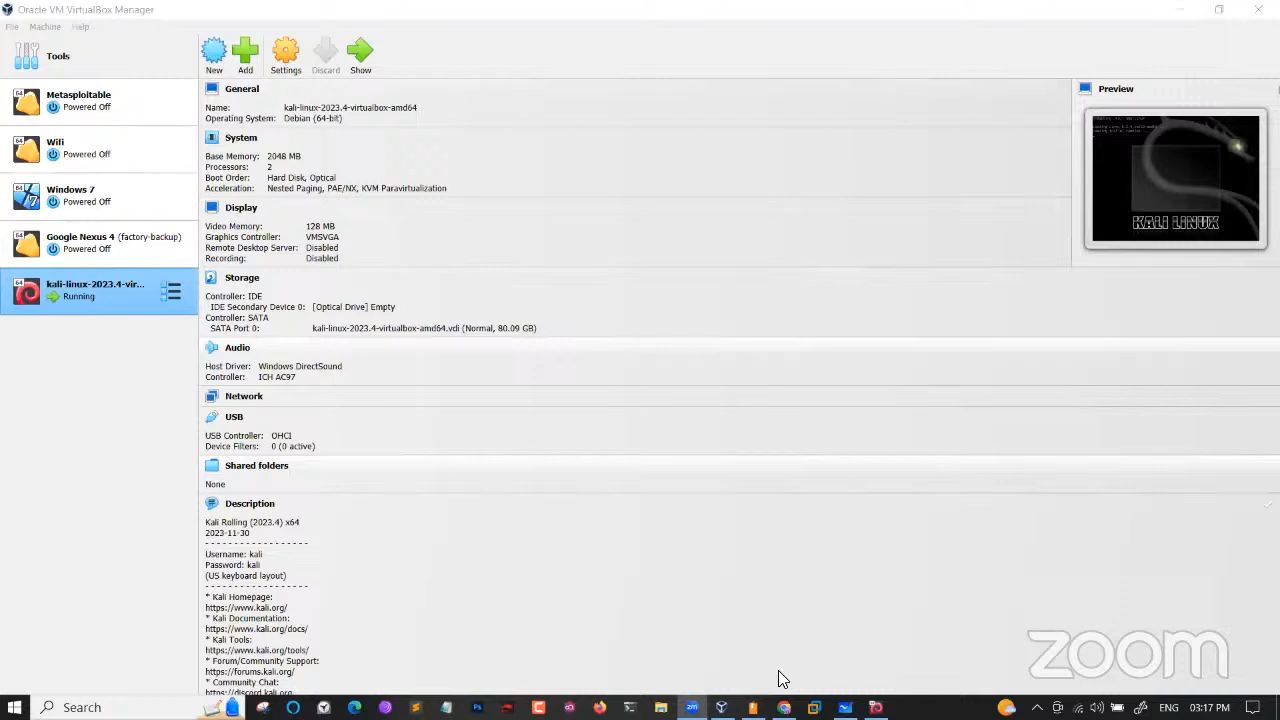 Oracle VM VirtualBox Manager
File Machine Help
Tools
New Add Settings Discard Show
Metasploitable
Powered Off
Wifi
Powered Off
Windows 7
Powered Off
Google Nexus 4 (factory-backup)
Powered Off
kali-linux-2023.4-vir...
Running
General
Name: kali-linux-2023.4-virtualbox-amd64
Operating System: Debian (64-bit)
System
Base Memory: 2048 MB
Processors: 2
Boot Order: Hard Disk, Optical
Acceleration: Nested Paging, PAE/NX, KVM Paravirtualization
Display
Video Memory: 128 MB
Graphics Controller: VMSVGA
Remote Desktop Server: Disabled
Recording: Disabled
Storage
Controller: IDE
IDE Secondary Device 0: [Optical Drive] Empty
Controller: SATA
SATA Port 0: kali-linux-2023.4-virtualbox-amd64.vdi (Normal, 80.09 GB)
Audio
Host Driver: Windows DirectSound
Controller: ICH AC97
Network
USB
USB Controller: OHCI
Device Filters: 0 (0 active)
Shared folders
None
Description
Kali Rolling (2023.4) x64
2023-11-30
- - - - - - - - - - - - - - - - - - -
Username: kali
Password: kali
(US keyboard layout)
- - - - - - - - - - - - - - - - - - -
* Kali Homepage:
https://www.kali.org/
* Kali Documentation:
https://www.kali.org/docs/
* Kali Tools:
https://www.kali.org/tools/
* Forum/Community Support:
https://forums.kali.org/
* Community Chat:
https://discord.kali.org
Preview
KALI LINUX
zoom
Search
ENG 03:17 PM